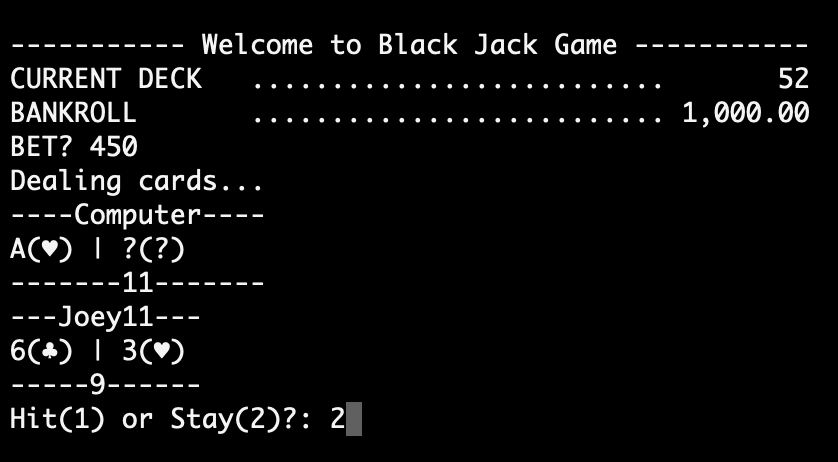 ----------- Welcome to Black Jack Game -----------
CURRENT DECK   .......................... 52
BANKROLL       .......................... 1,000.00
BET? 450
Dealing cards...
----Computer----
A(♥) | ?(?)
-------11-------
---Joey11---
6(♣) | 3(♥)
-----9------
Hit(1) or Stay(2)?: 2